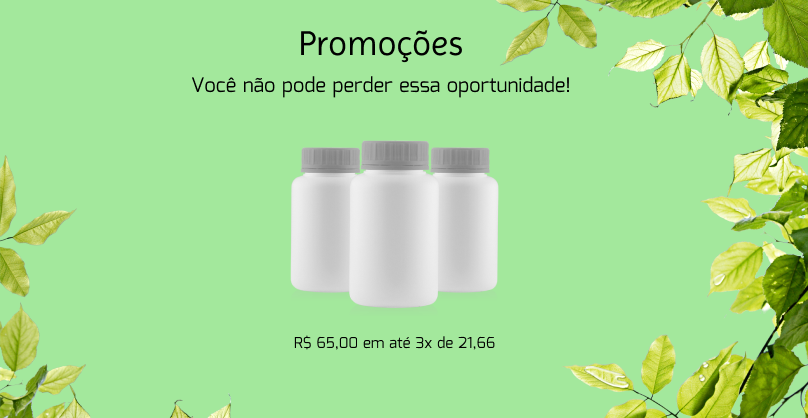 Promoções
Você não pode perder essa oportunidade!
R$ 65,00 em até 3x de 21,66